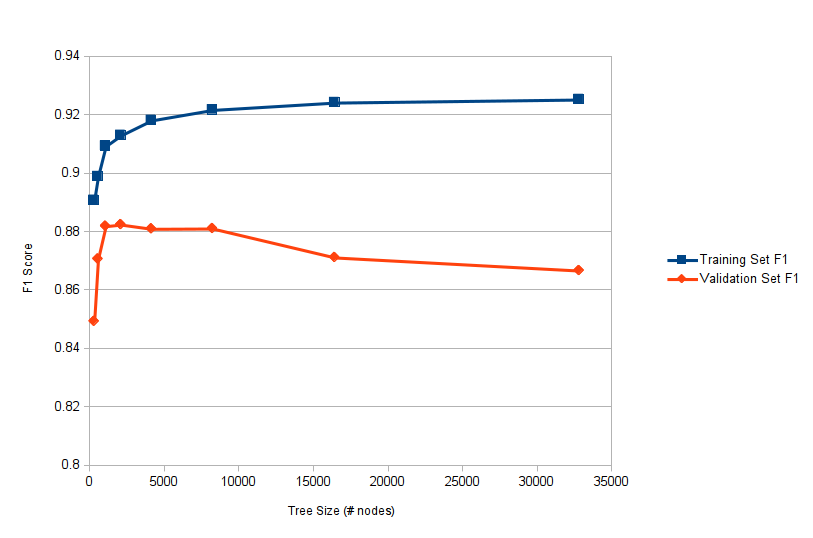 0.94
0.92
0.9
0.88
0.86
0.84
0.82
0.8
F1 Score
0 5000 10000 15000 20000 25000 30000 35000
Tree Size (# nodes)
Training Set F1
Validation Set F1